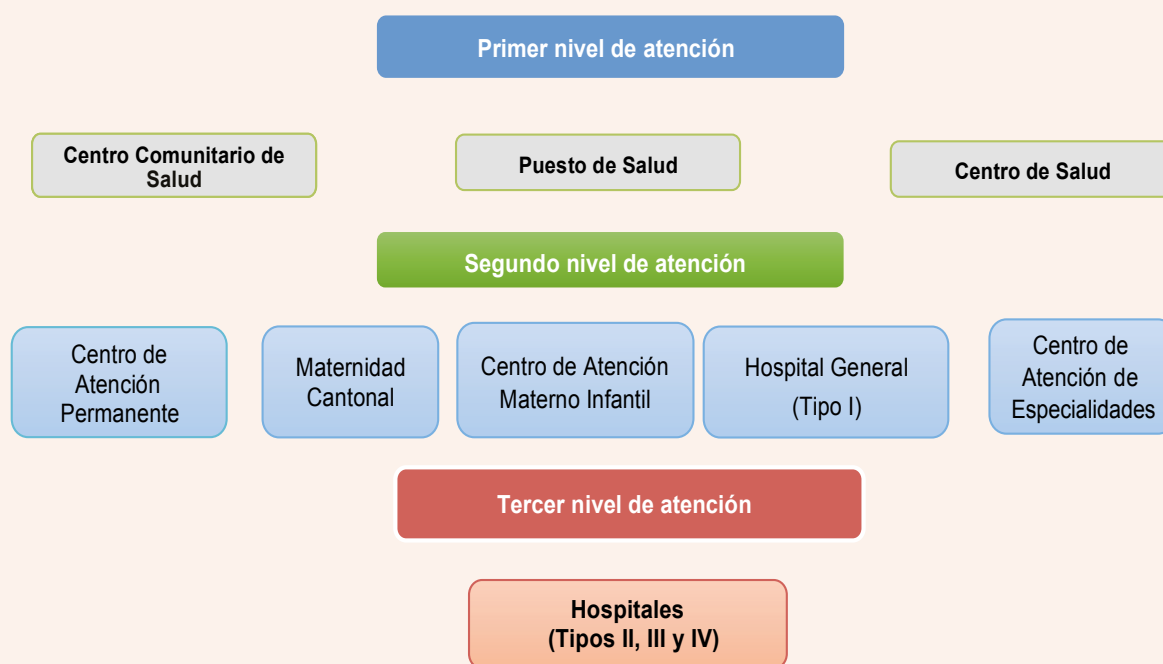 Primer nivel de atención
Centro Comunitario de
Salud
Puesto de Salud
Centro de Salud
Segundo nivel de atención
Centro de
Atención
Permanente
Maternidad
Cantonal
Centro de Atención
Materno Infantil
Hospital General
(Tipo I)
Centro de
Atención de
Especialidades
Tercer nivel de atención
Hospitales
(Tipos II, III y IV)